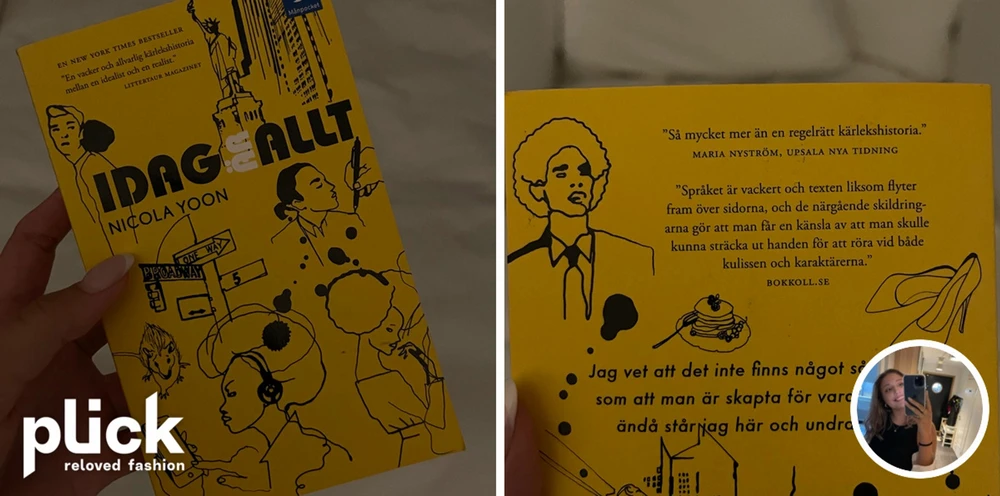 Månpocket
EN NEW YORK TIMES BESTSELLER
"En vacker och allvarlig kärlekshistoria
mellan en idealist och en realist."
LITTERATUR MAGAZINET
IDAG är ALLT
NICOLA YOON
ONE WAY
BROADWAY
5
plick
reloved fashion
"Så mycket mer än en regelrätt kärlekshistoria."
MARIA NYSTRÖM, UPSALA NYA TIDNING
"Språket är vackert och texten liksom flyter
fram över sidorna, och de närgående skildring-
arna gör att man får en känsla av att man skulle
kunna sträcka ut handen för att röra vid både
kulissen och karaktärerna."
BOKKOLL.SE
Jag vet att det inte finns något
som att man är skapta för
ändå står jag här och